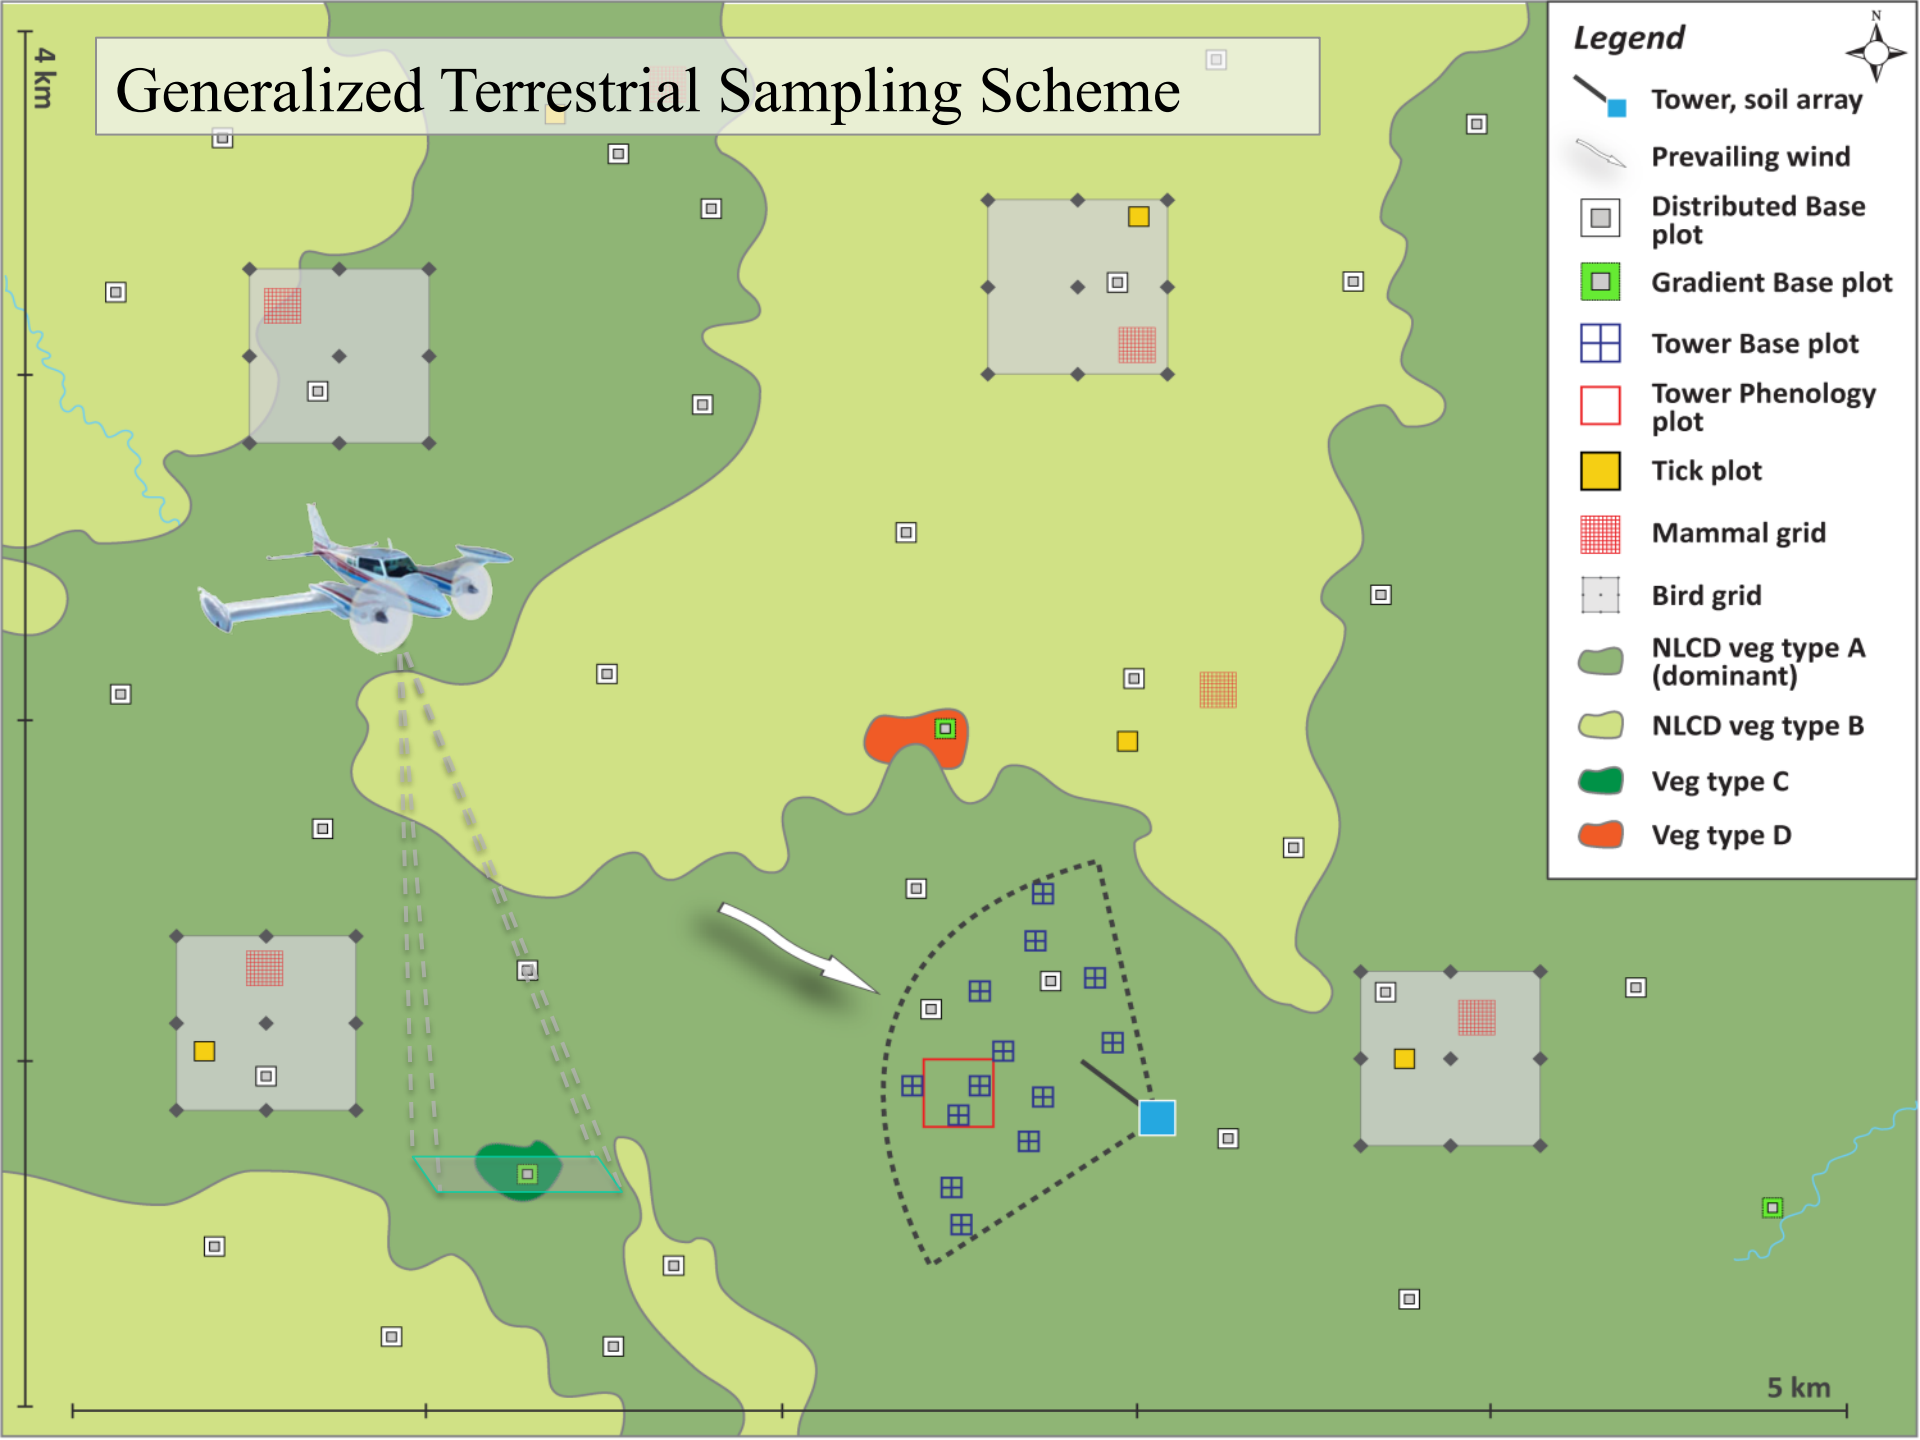 4 km
Generalized Terrestrial Sampling Scheme
Legend
N
Tower, soil array
Prevailing wind
Distributed Base
plot
Gradient Base plot
Tower Base plot
Tower Phenology
plot
Tick plot
Mammal grid
Bird grid
NLCD veg type A
(dominant)
NLCD veg type B
Veg type C
Veg type D
5 km